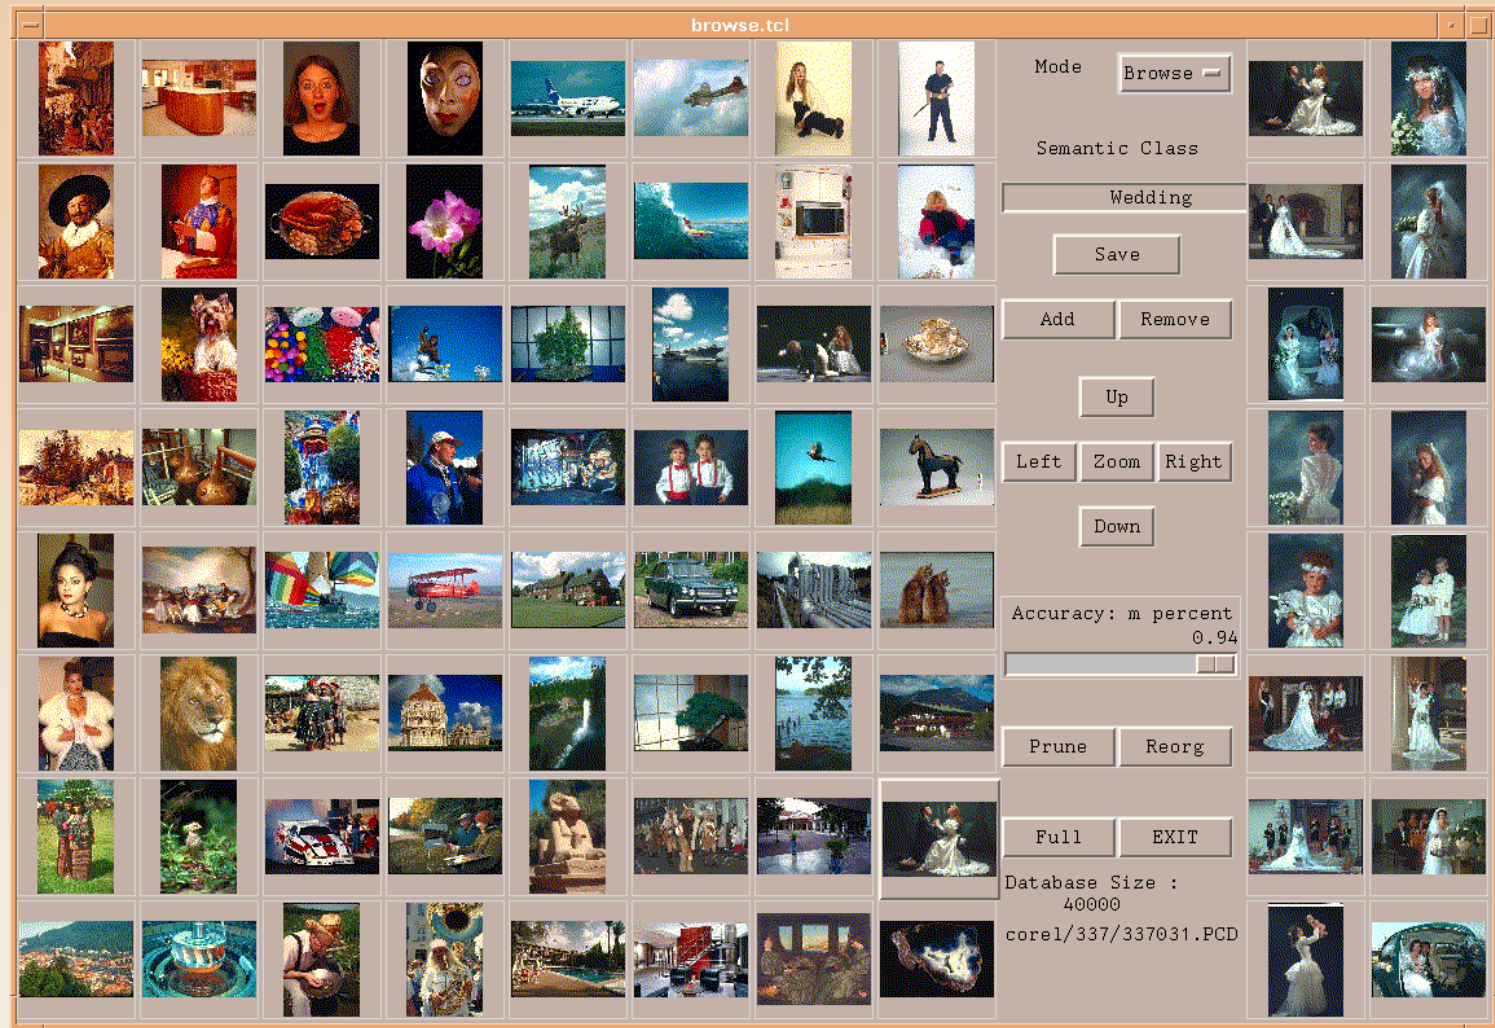 browse.tcl
Mode
Browse
Semantic Class
Wedding
Save
Add
Remove
Up
Left
Zoom
Right
Down
Accuracy: m percent
0.94
Prune
Reorg
Full
EXIT
Database Size :
40000
corel/337/337031.PCD